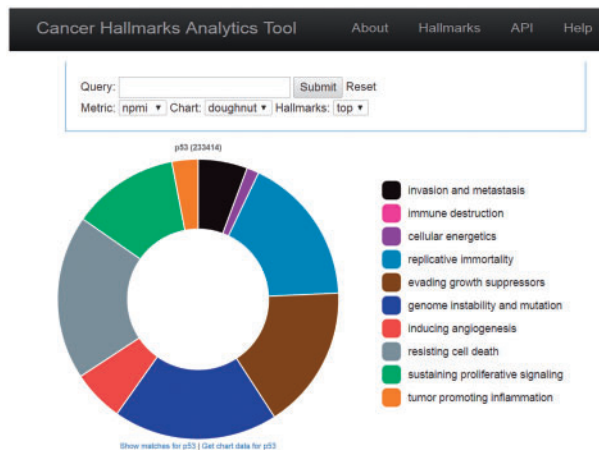 Cancer Hallmarks Analytics Tool About Hallmarks API Help
Query: Submit Reset
Metric: npmi Chart: doughnut Hallmarks: top
p53 (233414)
invasion and metastasis
immune destruction
cellular energetics
replicative immortality
evading growth suppressors
genome instability and mutation
inducing angiogenesis
resisting cell death
sustaining proliferative signaling
tumor promoting inflammation
Show matches for p53 | Get chart data for p53